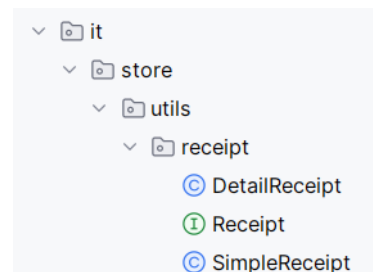 it
store
utils
receipt
C DetailReceipt
I Receipt
C SimpleReceipt